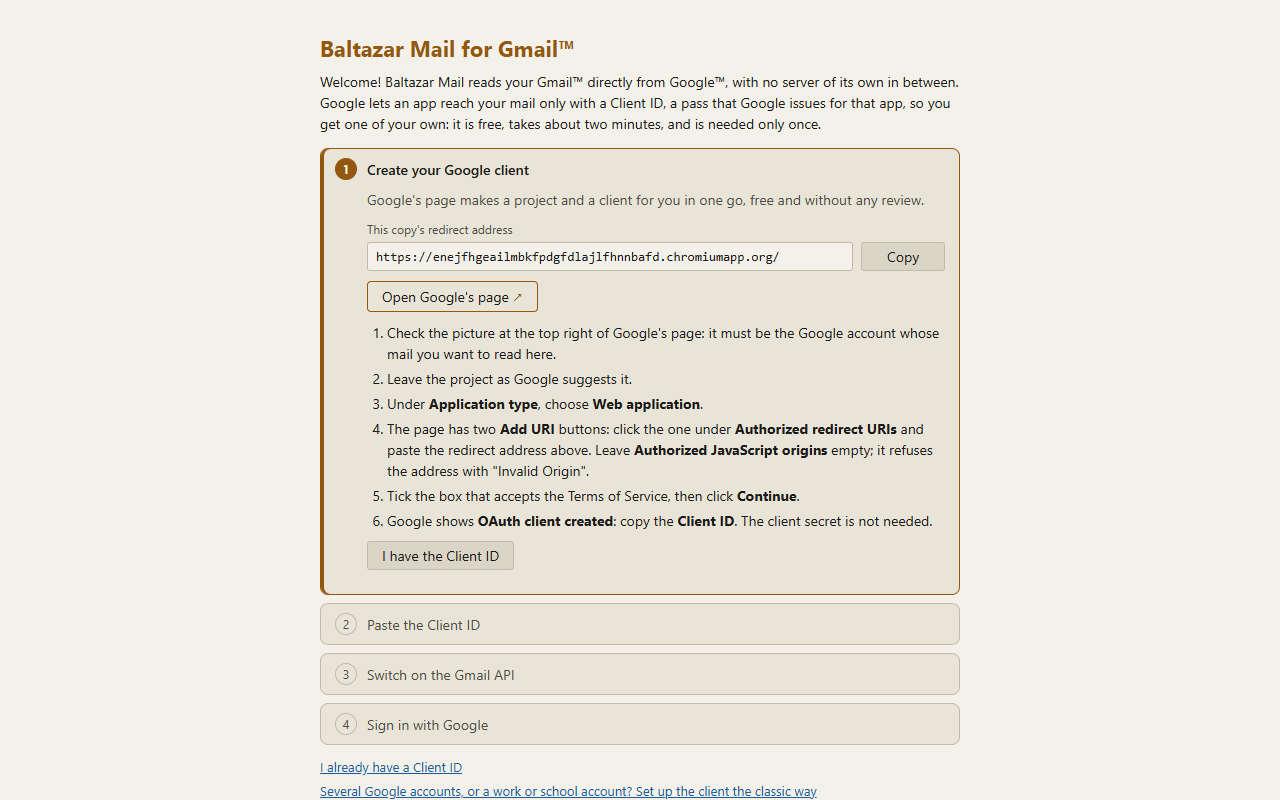 Baltazar Mail for Gmail™
Welcome! Baltazar Mail reads your Gmail™ directly from Google™, with no server of its own in between.
Google lets an app reach your mail only with a Client ID, a pass that Google issues for that app, so you
get one of your own: it is free, takes about two minutes, and is needed only once.
1 Create your Google client
Google's page makes a project and a client for you in one go, free and without any review.
This copy's redirect address
https://enejfhgeailmbkfpdgfdlajlfhnnbafd.chromiumapp.org/ Copy
Open Google's page ↗
1. Check the picture at the top right of Google's page: it must be the Google account whose
mail you want to read here.
2. Leave the project as Google suggests it.
3. Under Application type, choose Web application.
4. The page has two Add URI buttons: click the one under Authorized redirect URIs and
paste the redirect address above. Leave Authorized JavaScript origins empty; it refuses
the address with "Invalid Origin".
5. Tick the box that accepts the Terms of Service, then click Continue.
6. Google shows OAuth client created: copy the Client ID. The client secret is not needed.
I have the Client ID
2 Paste the Client ID
3 Switch on the Gmail API
4 Sign in with Google
I already have a Client ID
Several Google accounts, or a work or school account? Set up the client the classic way